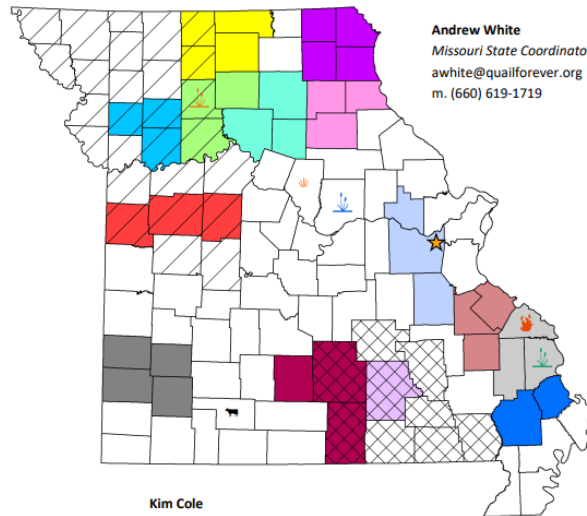 Andrew White
Missouri State Coordinato
awhite@quailforever.org
m. (660) 619-1719
Kim Cole